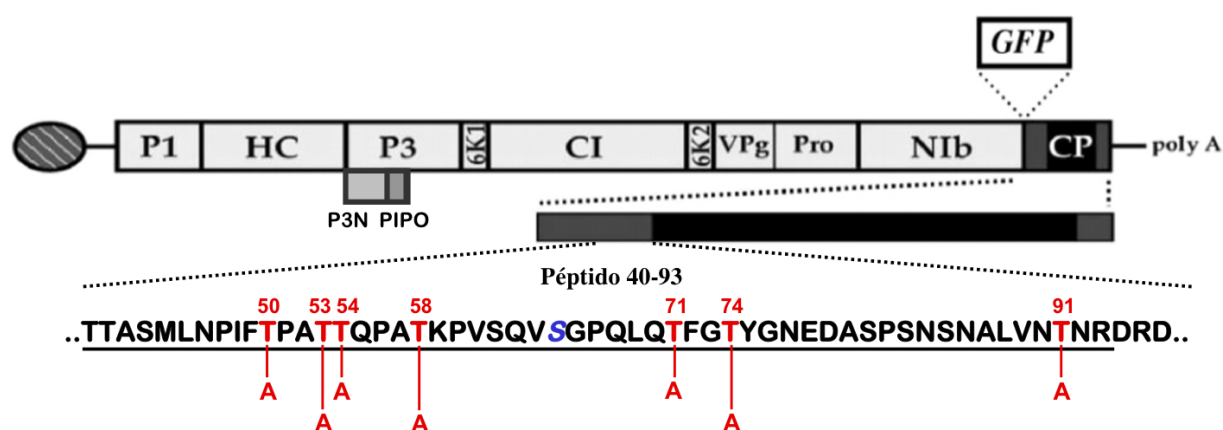 GFP
P1 HC P3 6K1 CI 6K2 VPg Pro NIb CP poly A
P3N PIPO
Péptido 40-93
50 53 54 58 71 74 91
..TTASMLNPIFTPATTQPATKPVSQVSGPQLQTFGTYGNEDASPSNSNALVNTNRDRD..
A A A A A A A